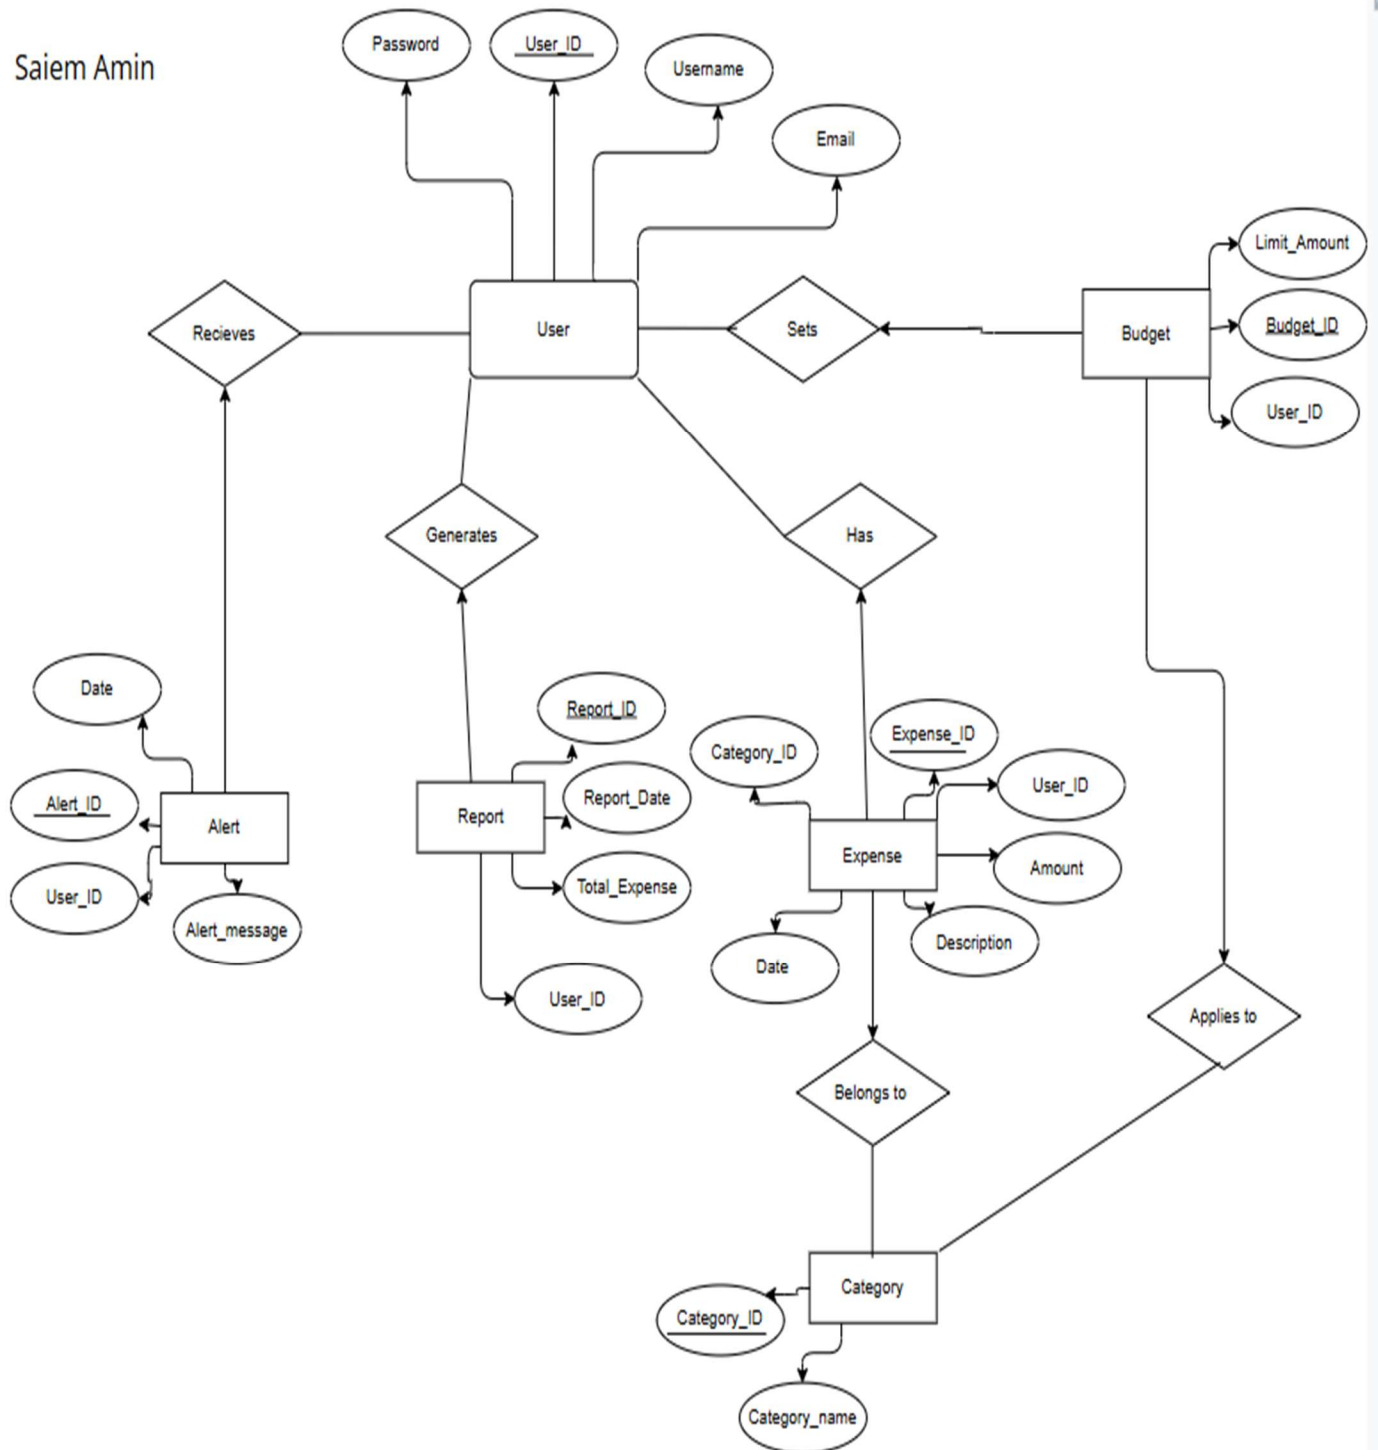 Saiem Amin
Password
User_ID
Username
Email
Limit_Amount
Recieves
User
Sets
Budget
Budget_ID
User_ID
Generates
Has
Date
Report_ID
Category_ID
Expense_ID
User_ID
Alert_ID
Alert
Report
Report_Date
Expense
Amount
User_ID
Alert_message
Total_Expense
Description
Date
User_ID
Applies to
Belongs to
Category
Category_ID
Category_name